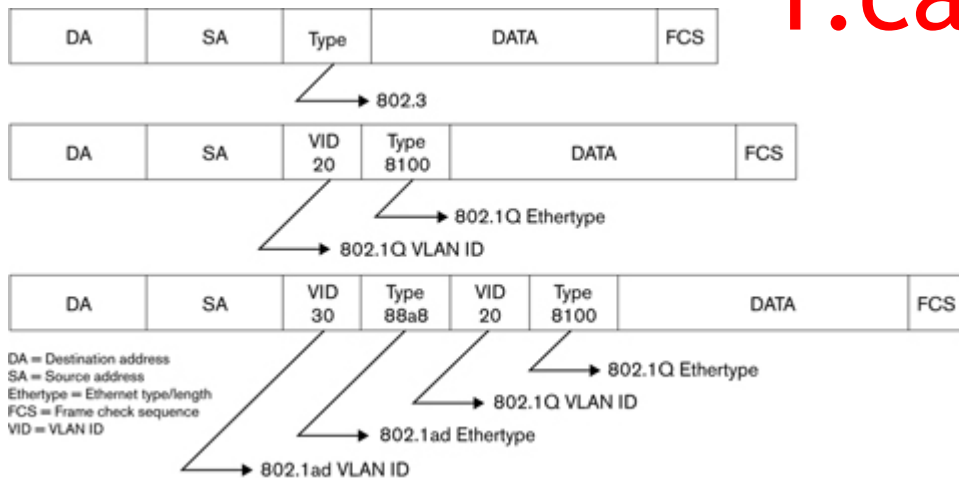 1.ca
DA SA Type DATA FCS
802.3
DA SA VID 20 Type 8100 DATA FCS
802.1Q Ethertype
802.1Q VLAN ID
DA SA VID 30 Type 88a8 VID 20 Type 8100 DATA FCS
DA = Destination address
SA = Source address
Ethertype = Ethernet type/length
FCS = Frame check sequence
VID = VLAN ID
802.1Q Ethertype
802.1Q VLAN ID
802.1ad Ethertype
802.1ad VLAN ID